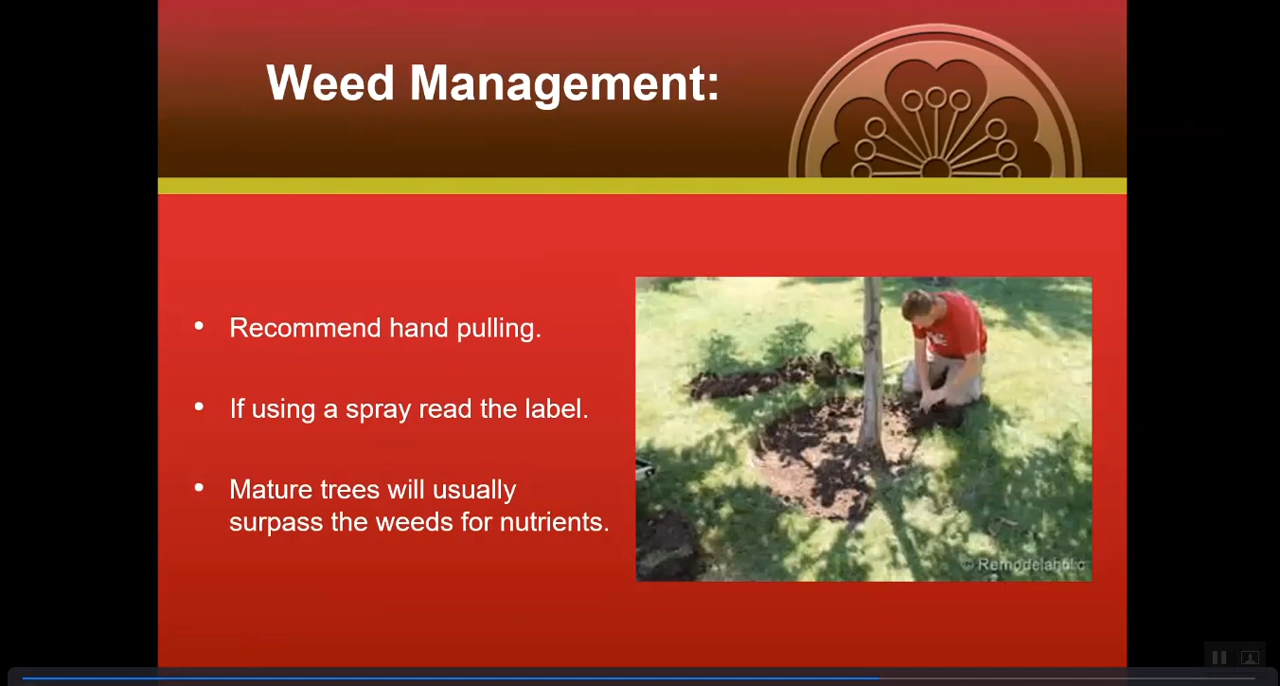 Weed Management:
• Recommend hand pulling.
• If using a spray read the label.
• Mature trees will usually
surpass the weeds for nutrients.
© Remodelaholic